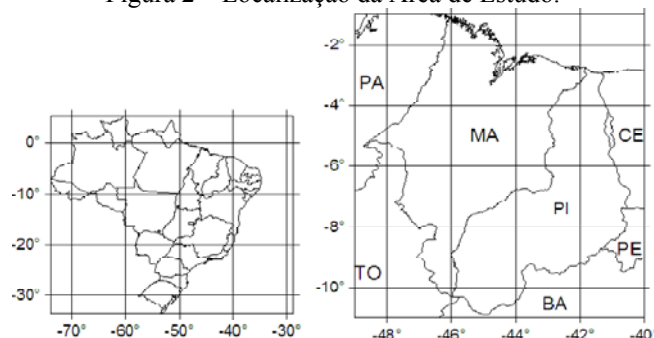 Figura 2 – Localização da Área de Estudo.
0°
-10°
-20°
-30°
-70° -60° -50° -40° -30°
-2°
-4°
-6°
-8°
-10°
PA
MA
CE
PI
PE
TO
BA
-48° -46° -44° -42° -40°